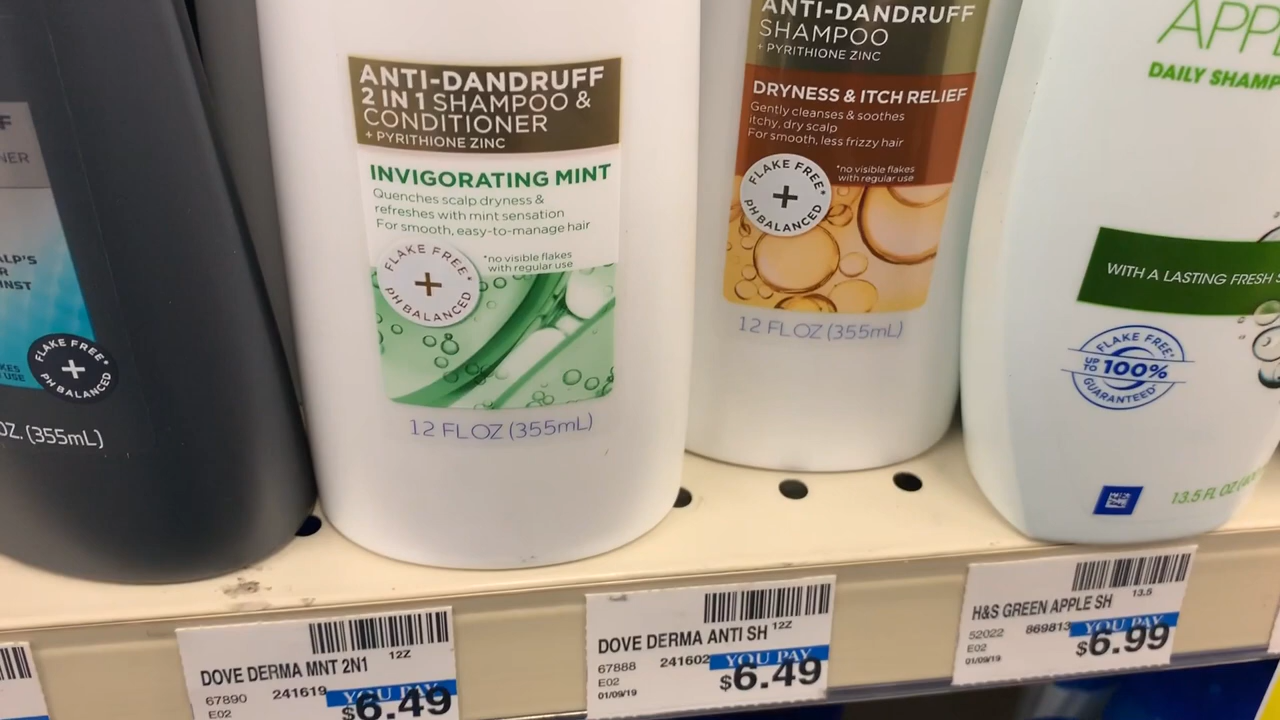 NER
ALP'S
INST
KES
USE
FLAKE FREE*
+
PH BALANCED
OZ. (355mL)
ANTI-DANDRUFF
2 IN 1 SHAMPOO &
CONDITIONER
+ PYRITHIONE ZINC
INVIGORATING MINT
Quenches scalp dryness &
refreshes with mint sensation
For smooth, easy-to-manage hair
*no visible flakes
with regular use
FLAKE FREE*
+
PH BALANCED
12 FL OZ (355mL)
ANTI-DANDRUFF
SHAMPOO
+ PYRITHIONE ZINC
DRYNESS & ITCH RELIEF
Gently cleanses & soothes
itchy, dry scalp
For smooth, less frizzy hair
*no visible flakes
with regular use
FLAKE FREE*
+
PH BALANCED
12 FL OZ (355mL)
APP
DAILY SHAMP
WITH A LASTING FRESH S
FLAKE FREE*
UP TO 100%
GUARANTEED
13.5 FL OZ
DOVE DERMA MNT 2N1 12Z
67890 241619 YOU PAY
E02 $6.49
DOVE DERMA ANTI SH 12Z
67888 241602 YOU PAY
E02 $6.49
01/09/19
H&S GREEN APPLE SH 13.5
52022 869813 YOU PAY
E02 $6.99
01/09/19